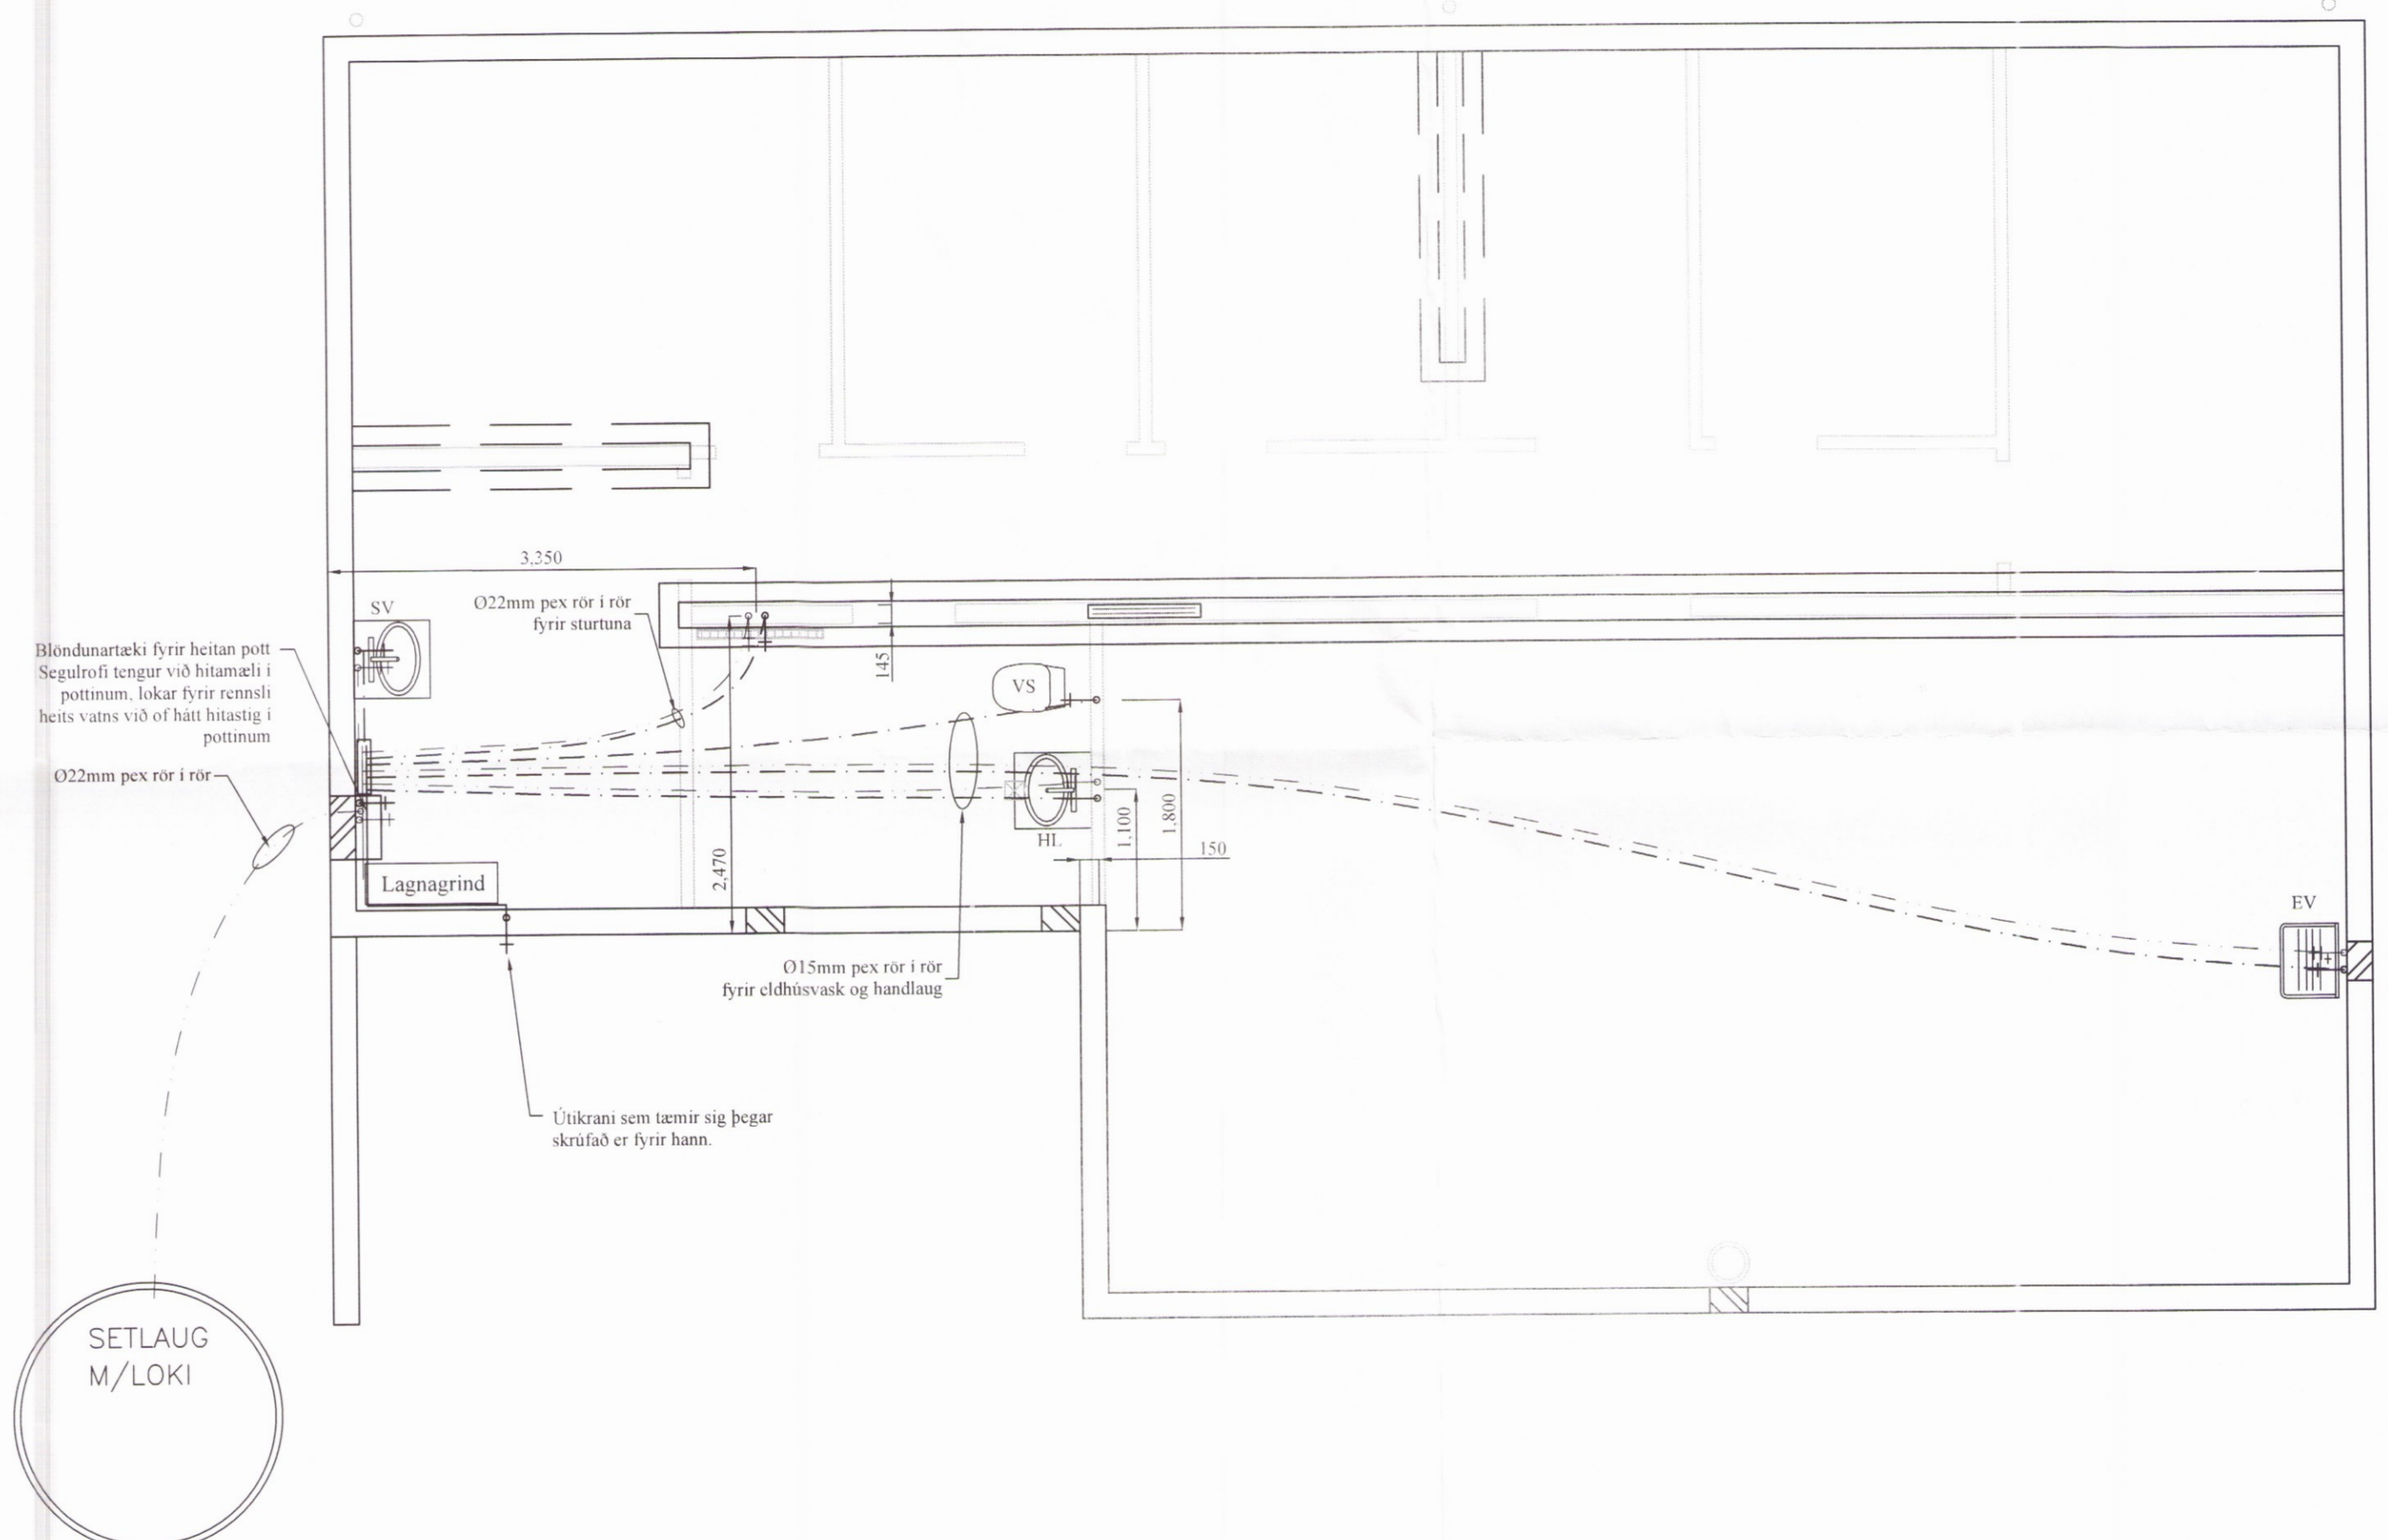 3,350
SV
Ø22mm pex rör í rör
fyrir sturtuna
145
Blöndunartæki fyrir heitan pott
Segulrofi tengur við hitamæli í
pottinum, lokar fyrir rennsli
heits vatns við of hátt hitastig í
pottinum
VS
Ø22mm pex rör í rör
HL
1,100
1,800
150
2,470
Lagnagrind
EV
Ø15mm pex rör í rör
fyrir eldhúsvask og handlaug
Útikrani sem tæmir sig þegar
skrúfað er fyrir hann.
SETLAUG
M/LOKI